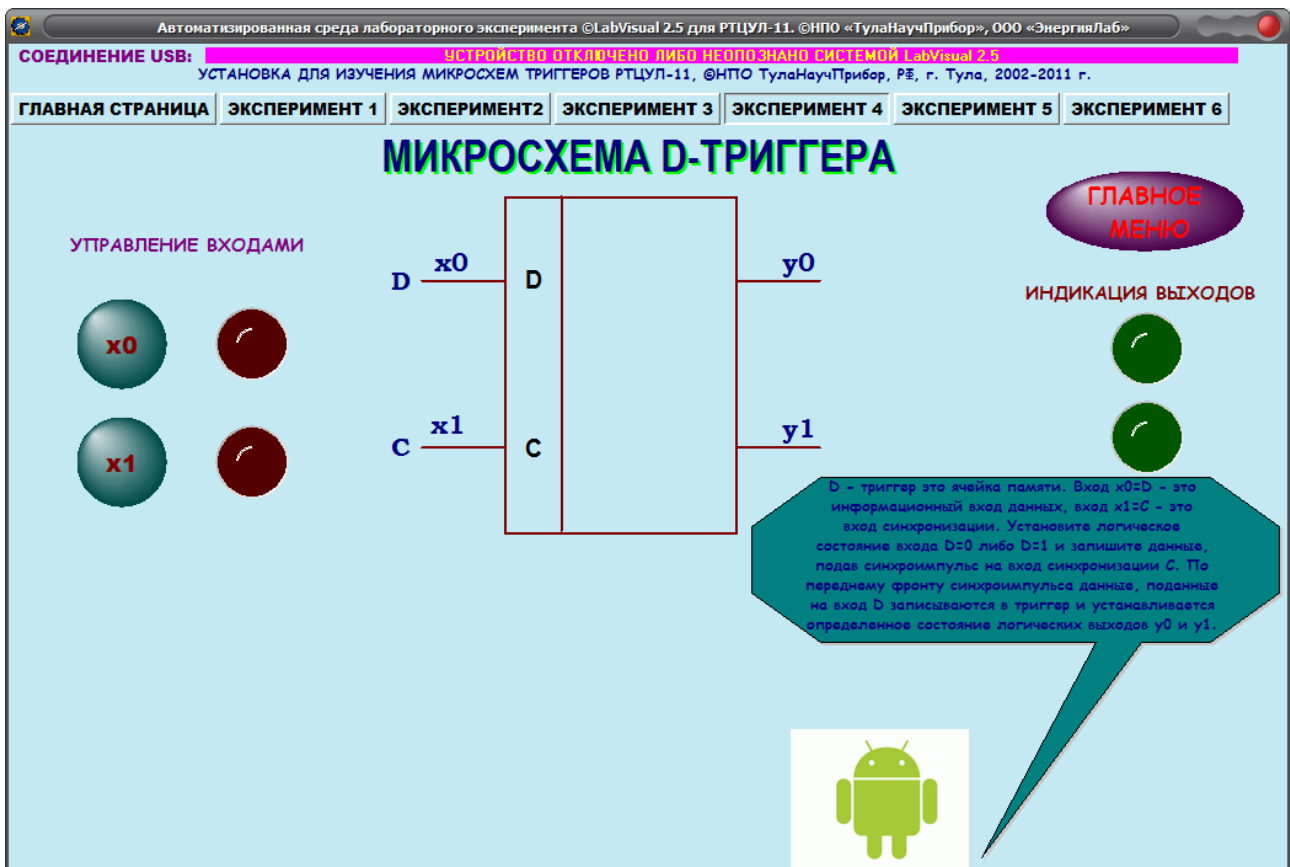 Автоматизированная среда лабораторного эксперимента ©LabVisual 2.5 для РТЦУЛ-11. ©НПО «ТулаНаучПрибор», ООО «ЭнергияЛаб»
СОЕДИНЕНИЕ USB: УСТРОЙСТВО ОТКЛЮЧЕНО ЛИБО НЕОПОЗНАНО СИСТЕМОЙ LabVisual 2.5
УСТАНОВКА ДЛЯ ИЗУЧЕНИЯ МИКРОСХЕМ ТРИГГЕРОВ РТЦУЛ-11, ©НПО ТулаНаучПрибор, РФ, г. Тула, 2002-2011 г.
ГЛАВНАЯ СТРАНИЦА ЭКСПЕРИМЕНТ 1 ЭКСПЕРИМЕНТ2 ЭКСПЕРИМЕНТ 3 ЭКСПЕРИМЕНТ 4 ЭКСПЕРИМЕНТ 5 ЭКСПЕРИМЕНТ 6
МИКРОСХЕМА D-ТРИГГЕРА
ГЛАВНОЕ
МЕНЮ
УПРАВЛЕНИЕ ВХОДАМИ
D x0 D y0
ИНДИКАЦИЯ ВЫХОДОВ
x0
C x1 C y1
x1
D - триггер это ячейка памяти. Вход x0=D - это
информационный вход данных, вход x1=C - это
вход синхронизации. Установите логическое
состояние входа D=0 либо D=1 и запишите данные,
подав синхроимпульс на вход синхронизации C. По
переднему фронту синхроимпульса данные, поданные
на вход D записываются в триггер и устанавливается
определенное состояние логических выходов y0 и y1.